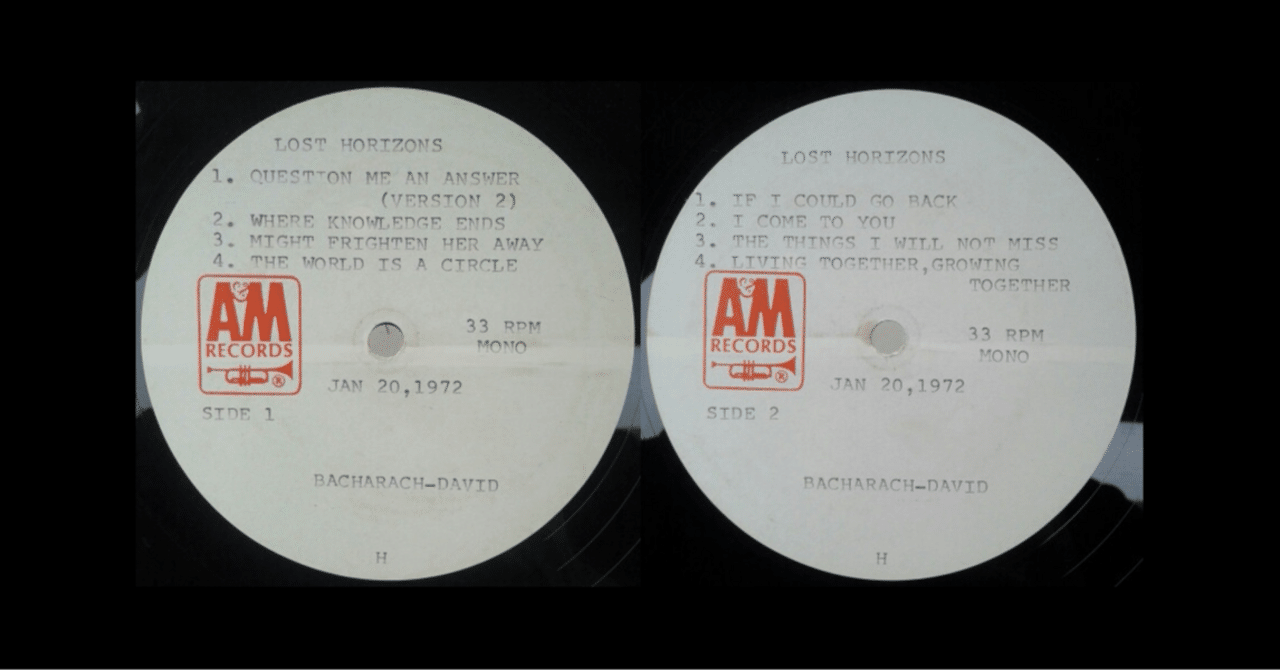 LOST HORIZONS
1. QUESTION ME AN ANSWER
(VERSION 2)
2. WHERE KNOWLEDGE ENDS
3. MIGHT FRIGHTEN HER AWAY
4. THE WORLD IS A CIRCLE
A&M
RECORDS
®
33 RPM
MONO
JAN 20,1972
SIDE 1
BACHARACH-DAVID
H
LOST HORIZONS
1. IF I COULD GO BACK
2. I COME TO YOU
3. THE THINGS I WILL NOT MISS
4. LIVING TOGETHER,GROWING
TOGETHER
A&M
RECORDS
®
33 RPM
MONO
JAN 20,1972
SIDE 2
BACHARACH-DAVID
H